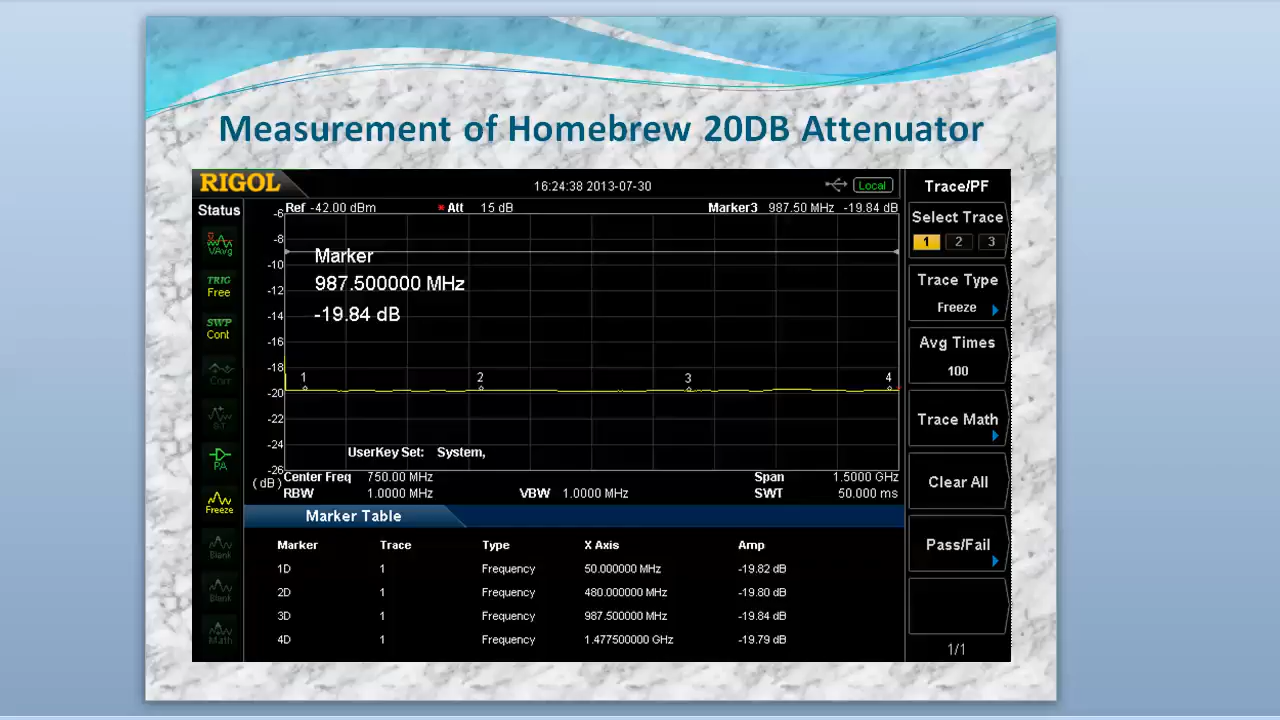 Measurement of Homebrew 20DB Attenuator
RIGOL
16:24:38 2013-07-30
Local
Trace/PF
Status
Ref -42.00 dBm
*Att 15 dB
Marker3 987.50 MHz -19.84 dB
Select Trace
1 2 3
VAvg
TRIG
Free
SWP
Cont
Corr
PA
Freeze
Blank
Blank
Math
-6
-8
-10
-12
-14
-16
-18
-20
-22
-24
-26
(dB)
Marker
987.500000 MHz
-19.84 dB
1 2 3 4
UserKey Set: System,
Center Freq 750.00 MHz
Span 1.5000 GHz
RBW 1.0000 MHz
VBW 1.0000 MHz
SWT 50.000 ms
Trace Type
Freeze
Avg Times
100
Trace Math
Clear All
Pass/Fail
1/1
Marker Table
Marker Trace Type X Axis Amp
1D 1 Frequency 50.000000 MHz -19.82 dB
2D 1 Frequency 480.000000 MHz -19.80 dB
3D 1 Frequency 987.500000 MHz -19.84 dB
4D 1 Frequency 1.477500000 GHz -19.79 dB